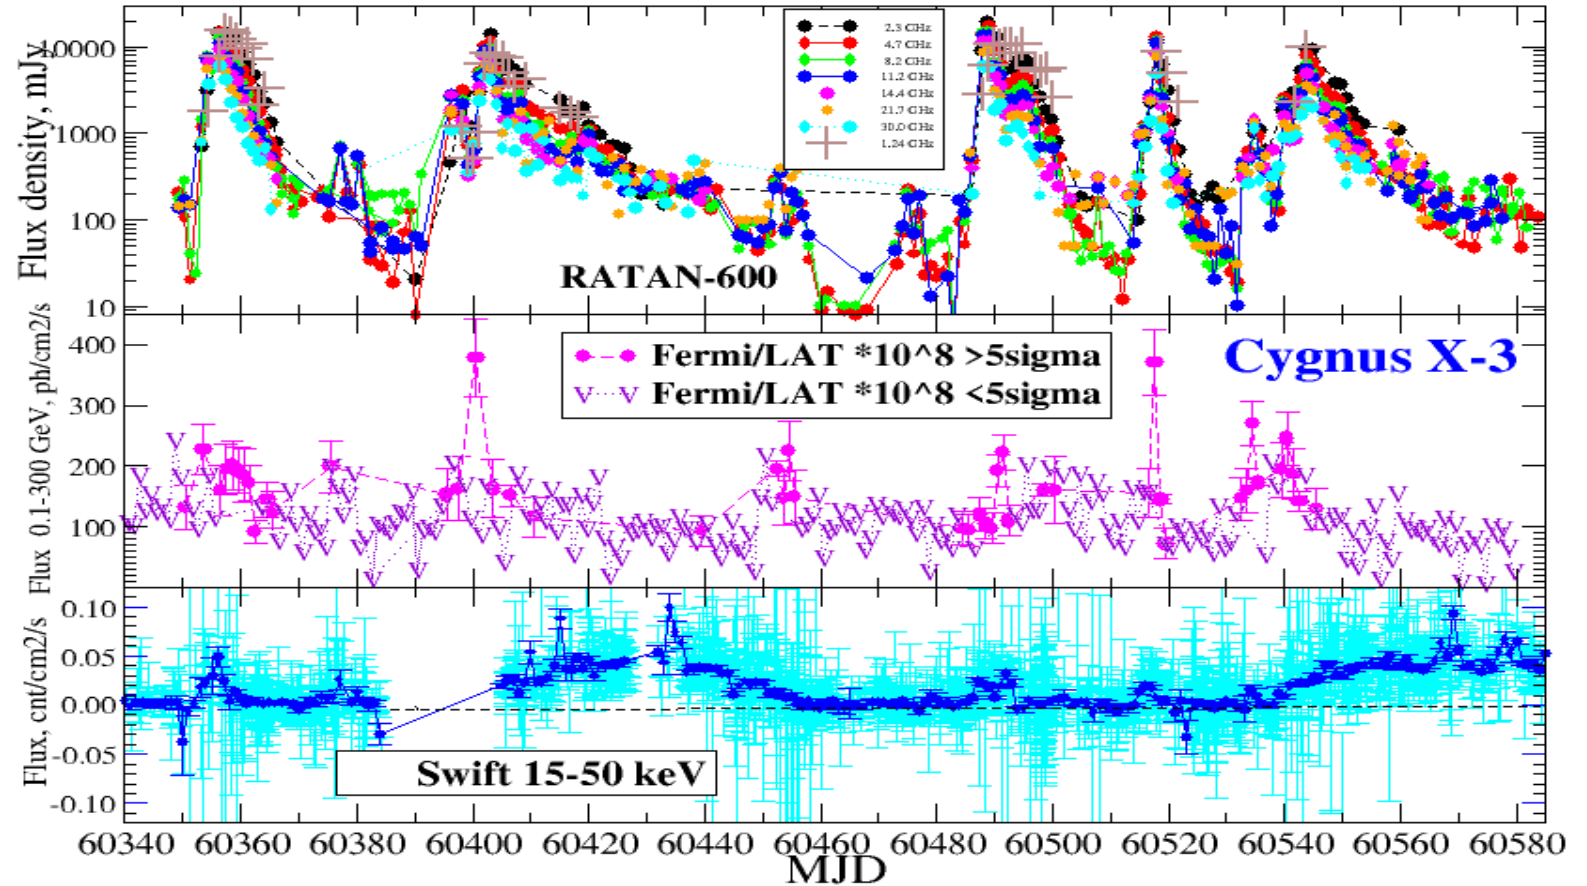 Flux density, mJy
10000
1000
100
10
2.3 GHz
4.7 GHz
8.2 GHz
11.2 GHz
14.4 GHz
21.7 GHz
30.0 GHz
1.24 GHz
RATAN-600
Flux 0.1-300 GeV, ph/cm2/s
400
300
200
100
Fermi/LAT *10^8 >5sigma
V V Fermi/LAT *10^8 <5sigma
Cygnus X-3
Flux, cnt/cm2/s
0.10
0.05
0.00
-0.05
-0.10
Swift 15-50 keV
60340 60360 60380 60400 60420 60440 60460 60480 60500 60520 60540 60560 60580
MJD